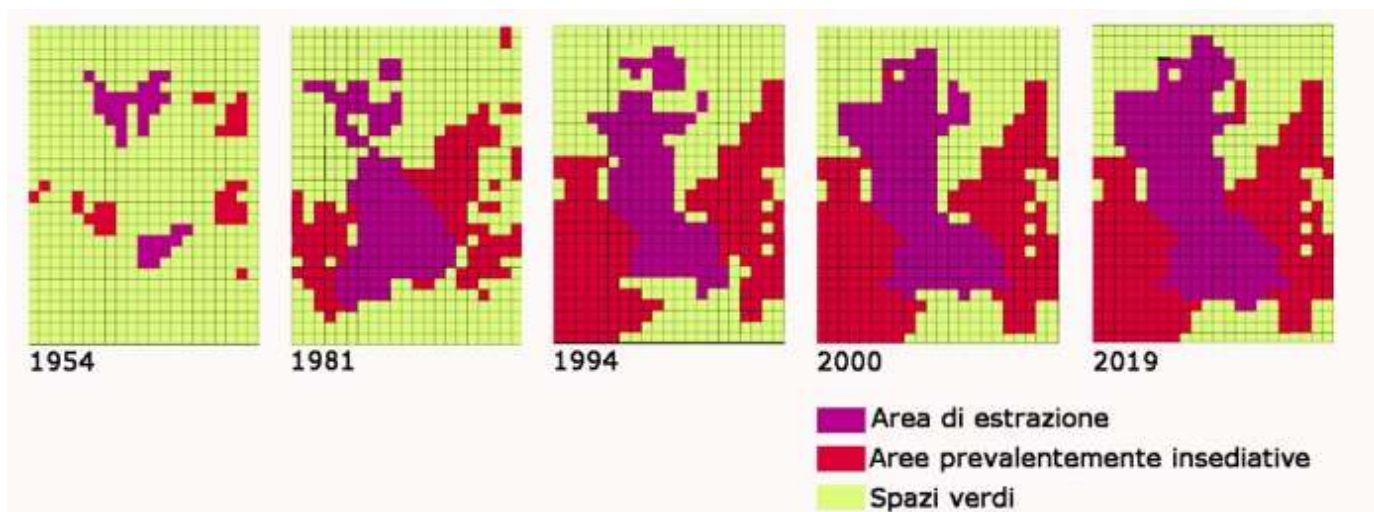 1954
1981
1994
2000
2019
Area di estrazione
Aree prevalentemente insediative
Spazi verdi